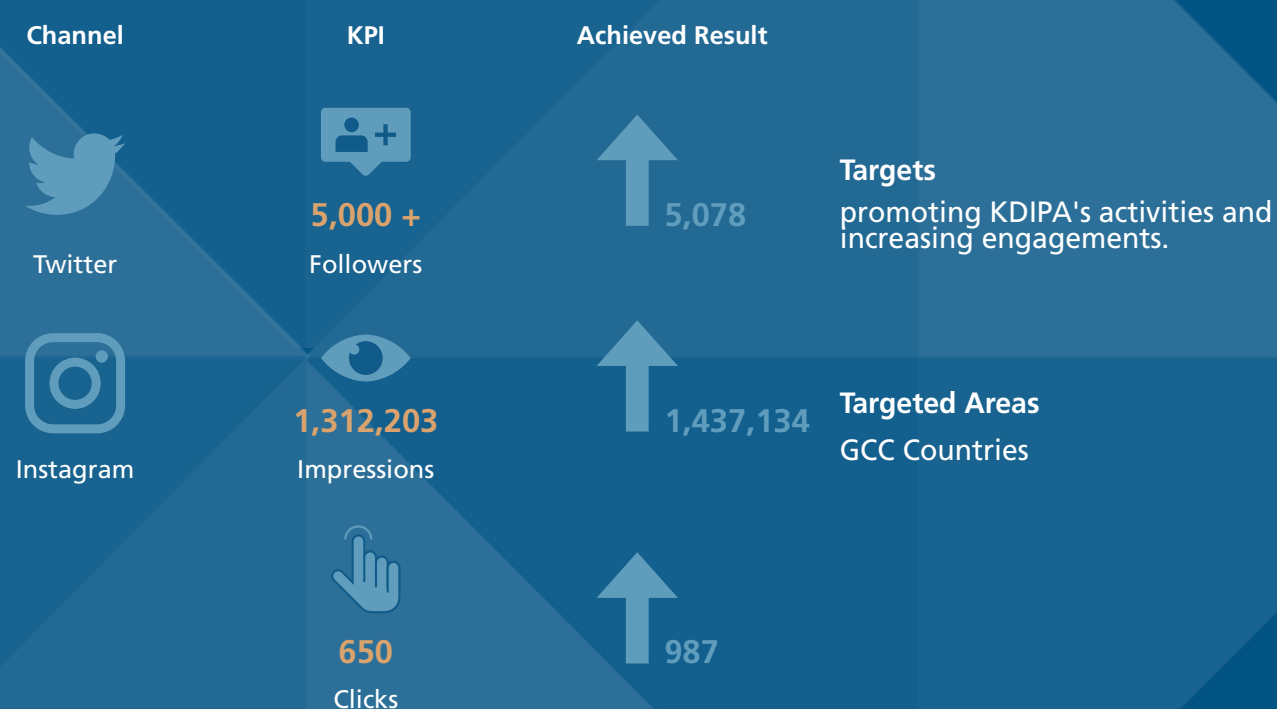 Channel
KPI
Achieved Result
Twitter
5,000 +
Followers
5,078
Targets
promoting KDIPA's activities and
increasing engagements.
Instagram
1,312,203
Impressions
1,437,134
Targeted Areas
GCC Countries
650
Clicks
987